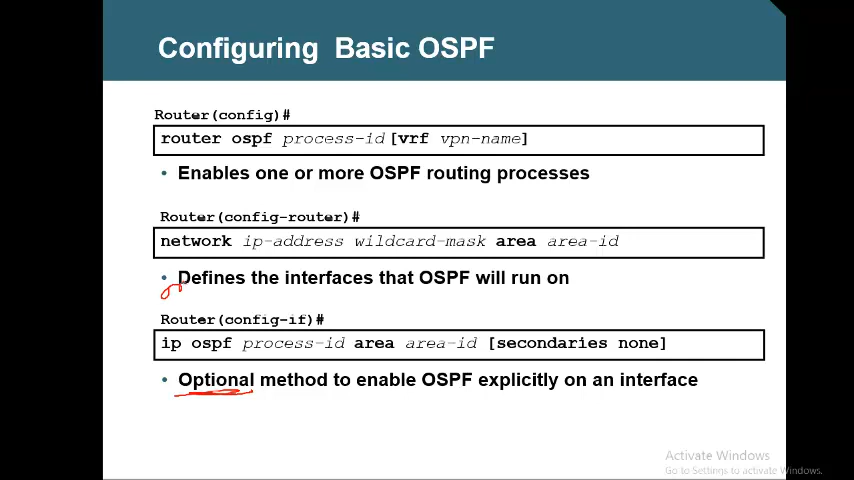 Configuring Basic OSPF
Router(config)#
router ospf process-id [vrf vpn-name]
• Enables one or more OSPF routing processes
Router(config-router)#
network ip-address wildcard-mask area area-id
• Defines the interfaces that OSPF will run on
Router(config-if)#
ip ospf process-id area area-id [secondaries none]
• Optional method to enable OSPF explicitly on an interface
Activate Windows
Go to Settings to activate Windows.